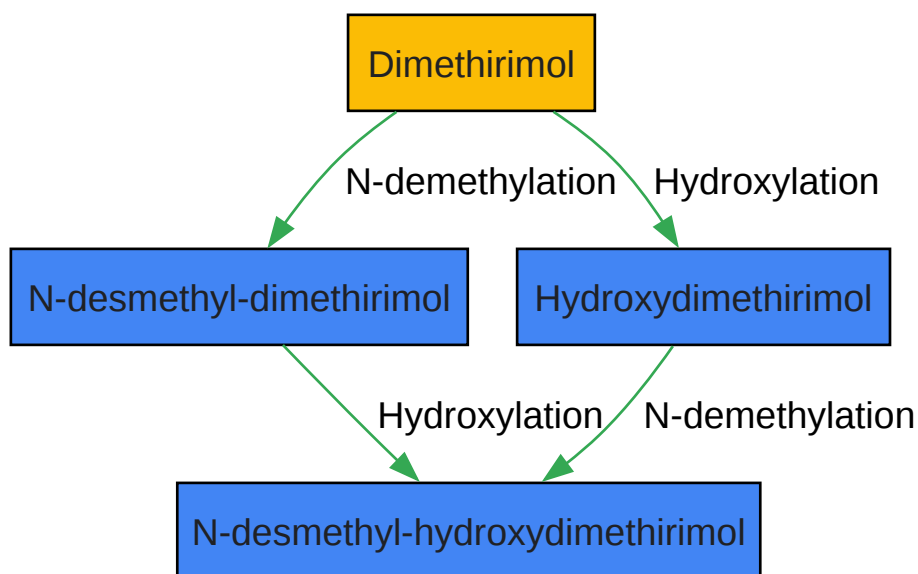 Dimethirimol
N-demethylation
Hydroxylation
N-desmethyl-dimethirimol
Hydroxydimethirimol
Hydroxylation
N-demethylation
N-desmethyl-hydroxydimethirimol